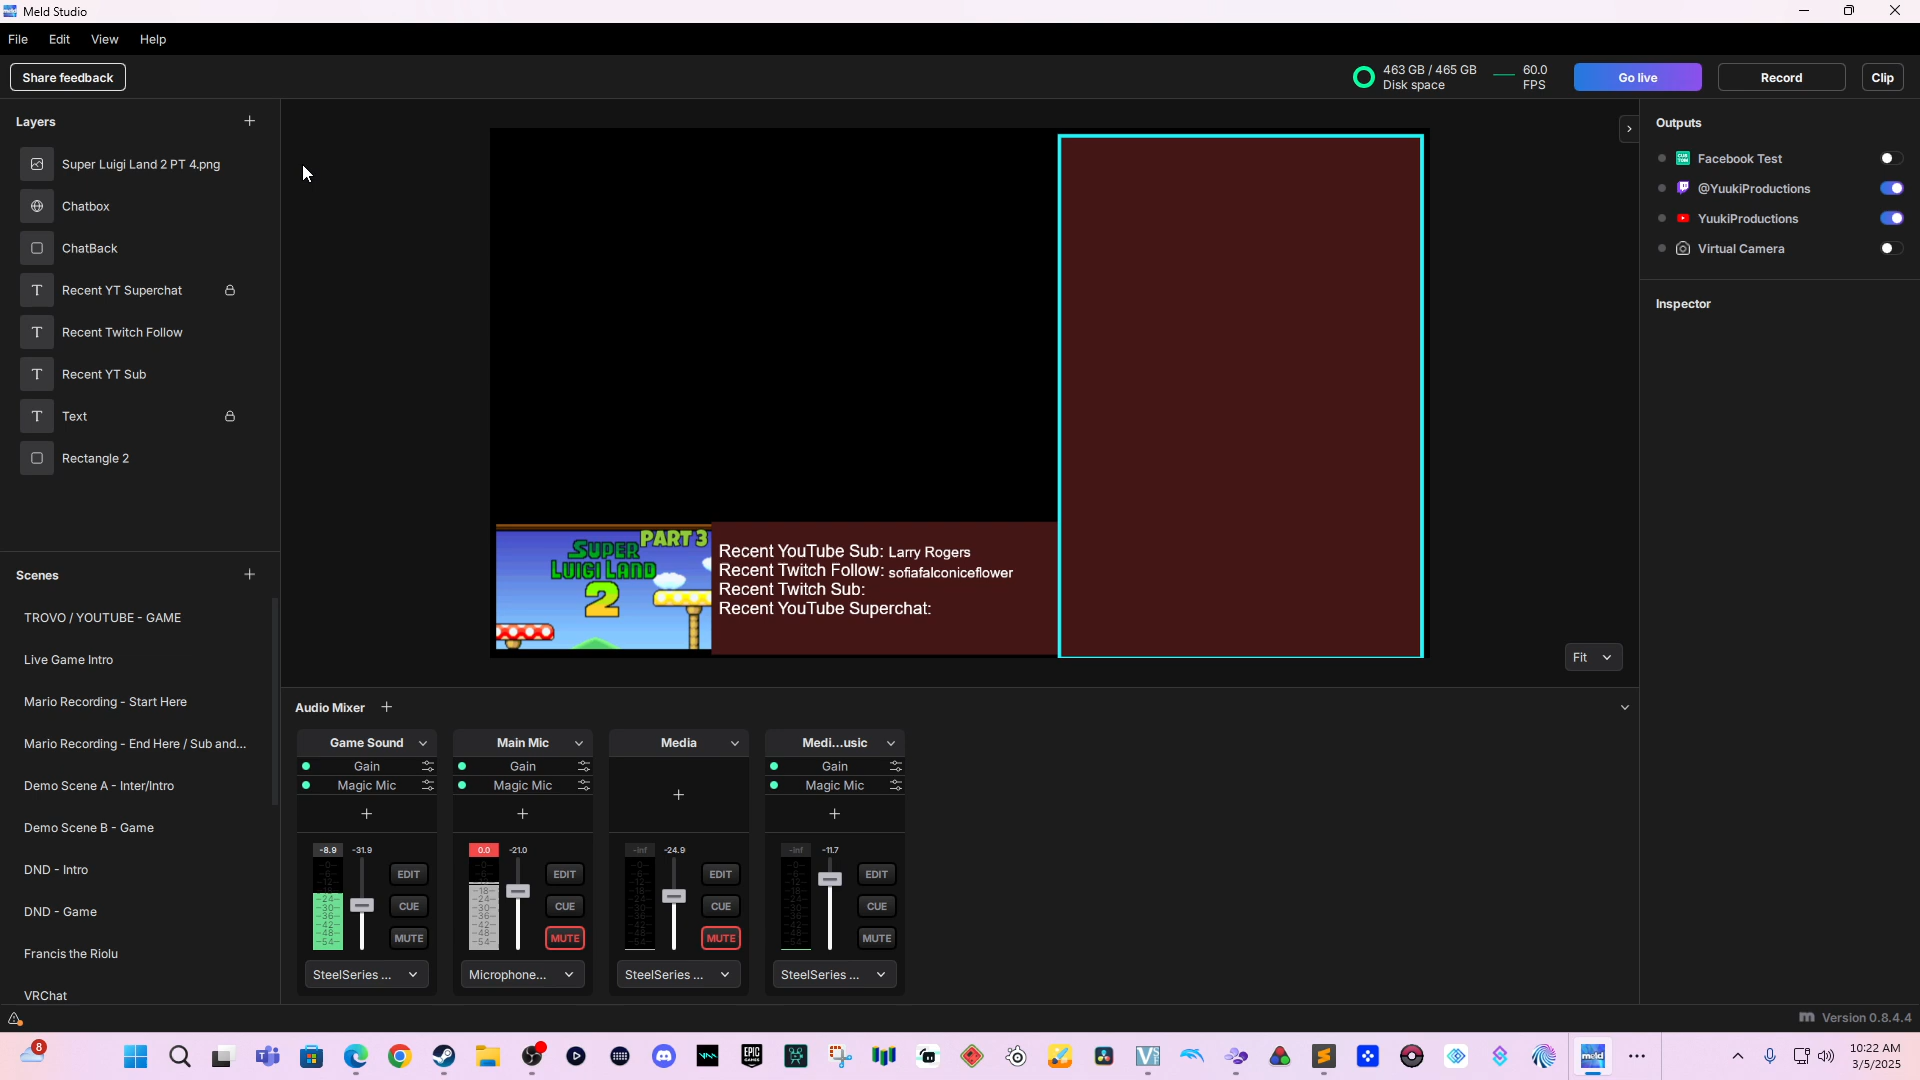 Meld Studio
File Edit View Help
Share feedback
463 GB / 465 GB
Disk space
60.0
FPS
Go live
Record
Clip
Layers
Super Luigi Land 2 PT 4.png
Chatbox
ChatBack
Recent YT Superchat
Recent Twitch Follow
Recent YT Sub
Text
Rectangle 2
Scenes
TROVO / YOUTUBE - GAME
Live Game Intro
Mario Recording - Start Here
Mario Recording - End Here / Sub and...
Demo Scene A - Inter/Intro
Demo Scene B - Game
DND - Intro
DND - Game
Francis the Riolu
VRChat
PART 3
SUPER
LUIGI LAND
2
Recent YouTube Sub: Larry Rogers
Recent Twitch Follow: sofiafalconiceflower
Recent Twitch Sub:
Recent YouTube Superchat:
Fit
Outputs
Facebook Test
@YuukiProductions
YuukiProductions
Virtual Camera
Inspector
Audio Mixer
Game Sound Main Mic Media Medi...usic
Gain Gain Gain
Magic Mic Magic Mic Magic Mic
-8.9 -31.9 0.0 -21.0 -inf -24.9 -inf -11.7
EDIT EDIT EDIT EDIT
CUE CUE CUE CUE
MUTE MUTE MUTE MUTE
SteelSeries ... Microphone... SteelSeries ... SteelSeries ...
Version 0.8.4.4
8
EPIC
GAMES
meld
10:22 AM
3/5/2025